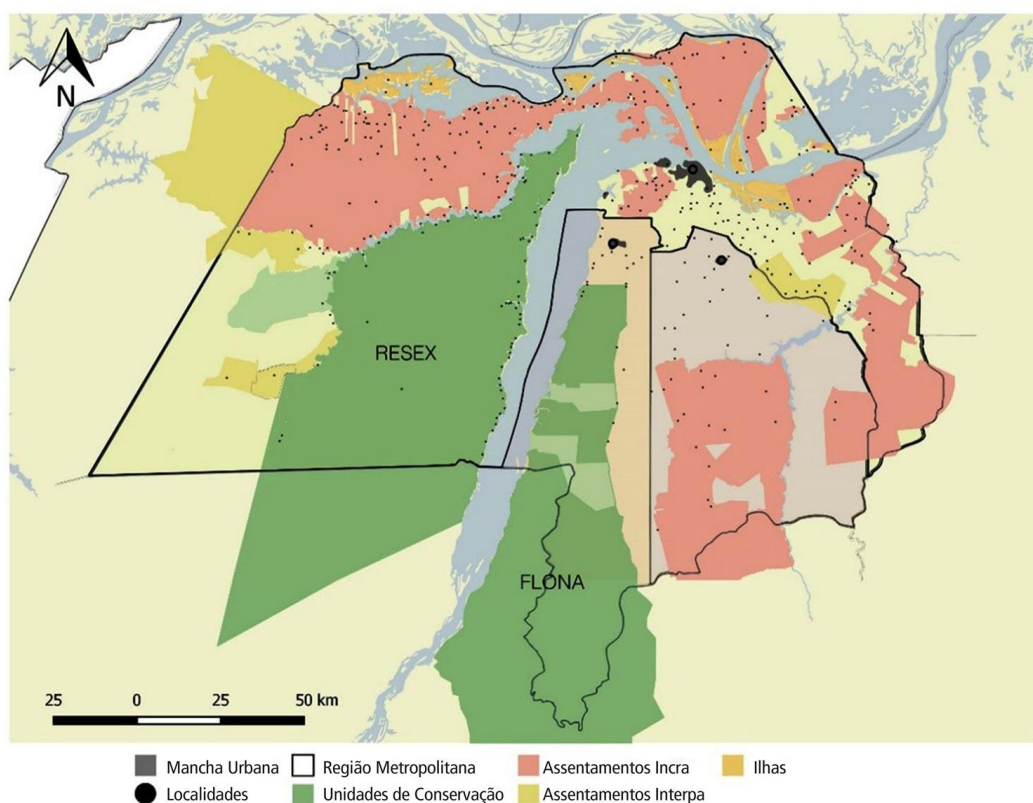 N
RESEX
FLONA
25 0 25 50 km
Mancha Urbana Região Metropolitana Assentamentos Incra Ilhas
Localidades Unidades de Conservação Assentamentos Interpa